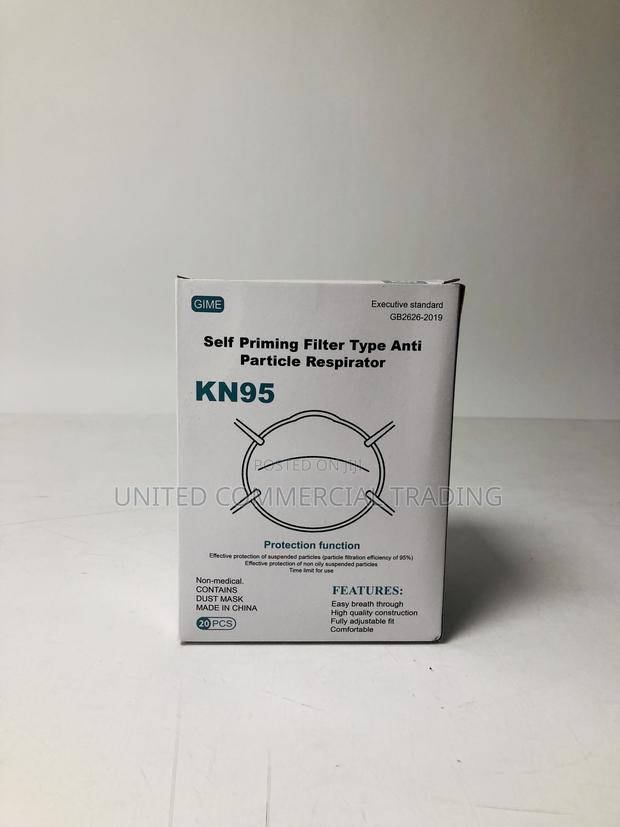 GIME
Executive standard
GB2626-2019
Self Priming Filter Type Anti
Particle Respirator
KN95
POSTED ON JIJI
UNITED COMMERCIAL TRADING
Protection function
Effective protection of suspended particles (particle filtration efficiency of 95%)
Effective protection of non oily suspended particles
Time limit for use
Non-medical.
CONTAINS
DUST MASK
MADE IN CHINA
20 PCS
FEATURES:
Easy breath through
High quality construction
Fully adjustable fit
Comfortable